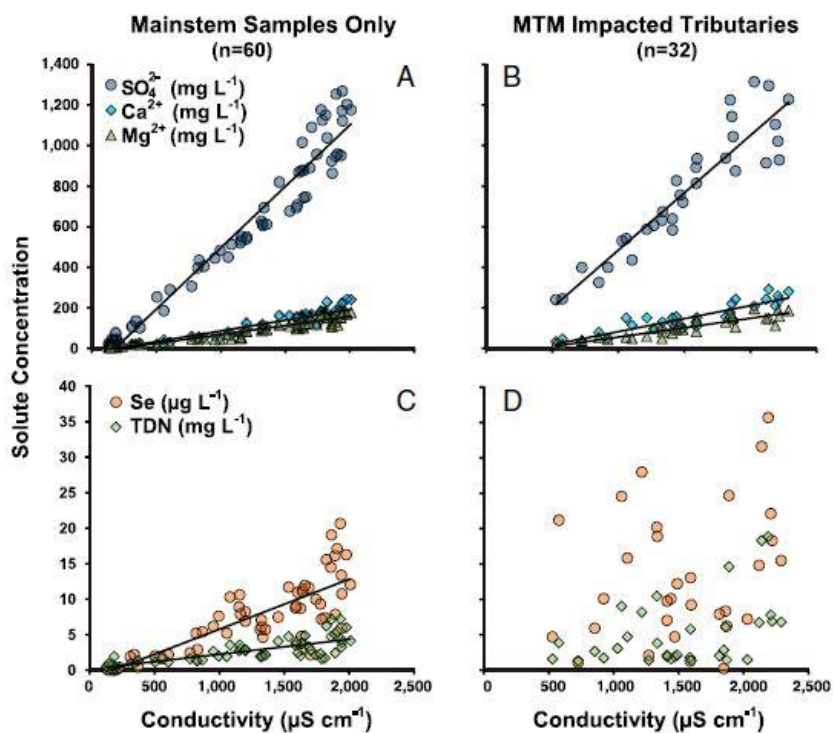 Mainstem Samples Only
(n=60)
MTM Impacted Tributaries
(n=32)
1,400
1,200
1,000
800
600
400
200
0
A
SO₄²⁻ (mg L⁻¹)
Ca²⁺ (mg L⁻¹)
Mg²⁺ (mg L⁻¹)
B
Solute Concentration
40
35
30
25
20
15
10
5
0
C
Se (µg L⁻¹)
TDN (mg L⁻¹)
D
0 500 1,000 1,500 2,000 2,500
0 500 1,000 1,500 2,000 2,500
Conductivity (µS cm⁻¹)
Conductivity (µS cm⁻¹)